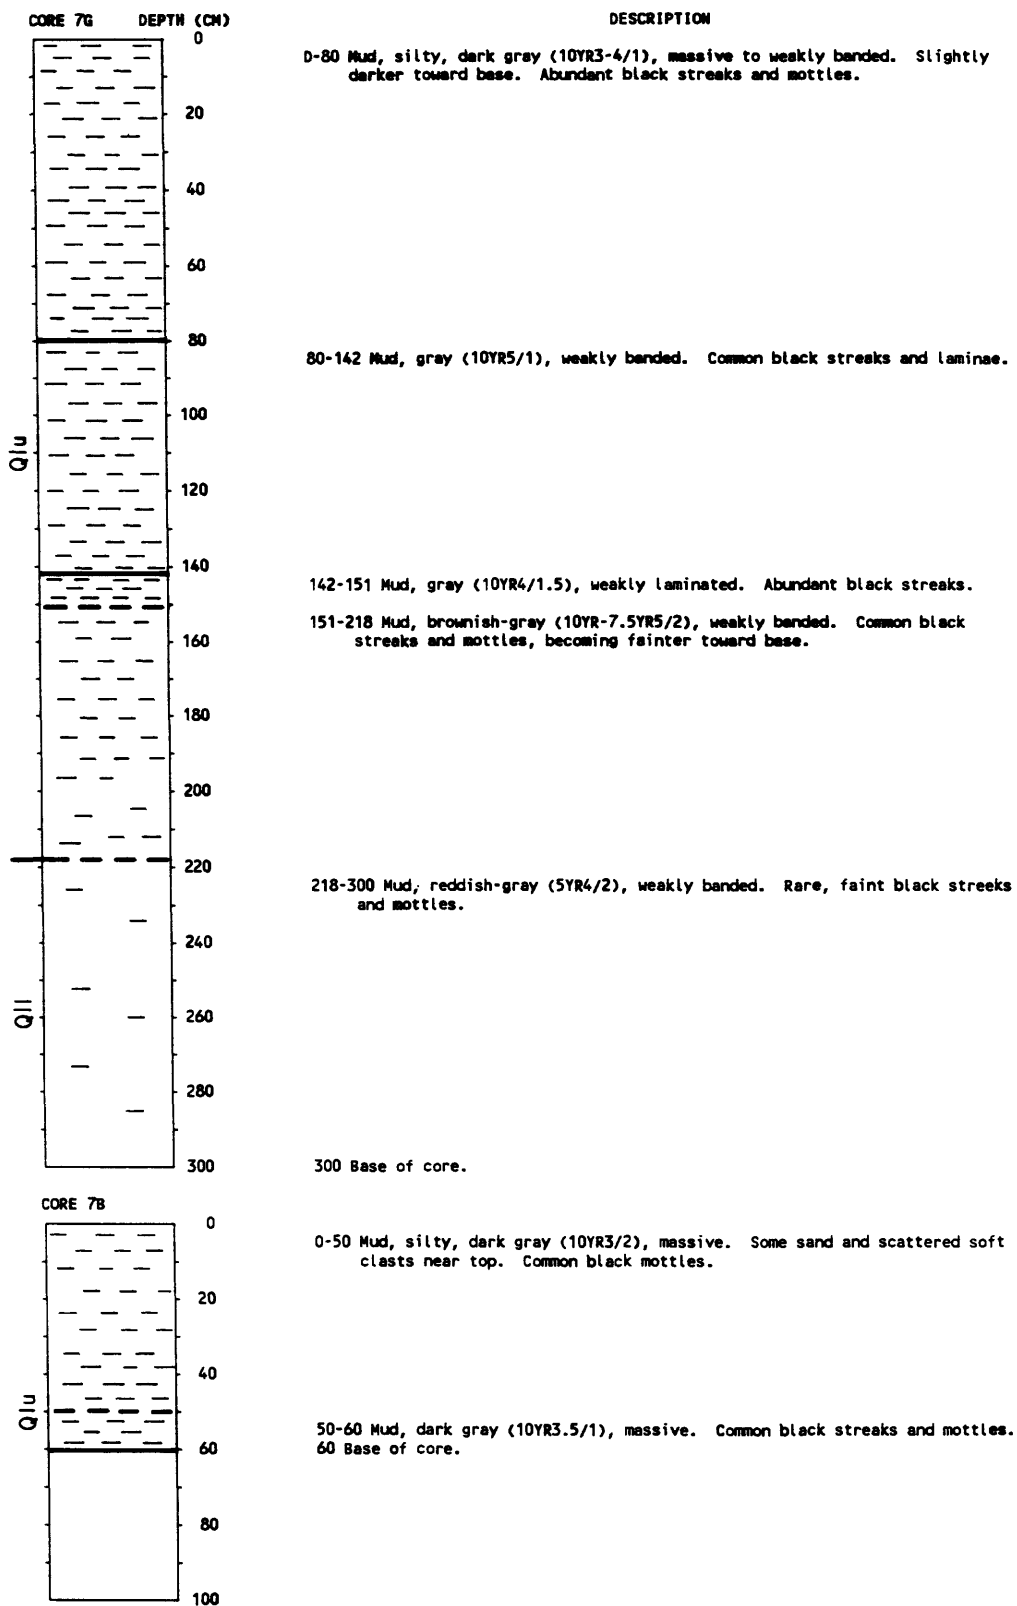 CORE 7G DEPTH (CM) DESCRIPTION
0
D-80 Mud, silty, dark gray (10YR3-4/1), massive to weakly banded. Slightly
darker toward base. Abundant black streaks and mottles.
20
40
60
80
80-142 Mud, gray (10YR5/1), weakly banded. Common black streaks and laminae.
100
Qlu
120
140
142-151 Mud, gray (10YR4/1.5), weakly laminated. Abundant black streaks.
151-218 Mud, brownish-gray (10YR-7.5YR5/2), weakly banded. Common black
160
streaks and mottles, becoming fainter toward base.
180
200
220
218-300 Mud, reddish-gray (5YR4/2), weakly banded. Rare, faint black streeks
and mottles.
240
Qll
260
280
300
300 Base of core.
CORE 7B
0
0-50 Mud, silty, dark gray (10YR3/2), massive. Some sand and scattered soft
clasts near top. Common black mottles.
20
40
Qlu
50-60 Mud, dark gray (10YR3.5/1), massive. Common black streaks and mottles.
60
60 Base of core.
80
100